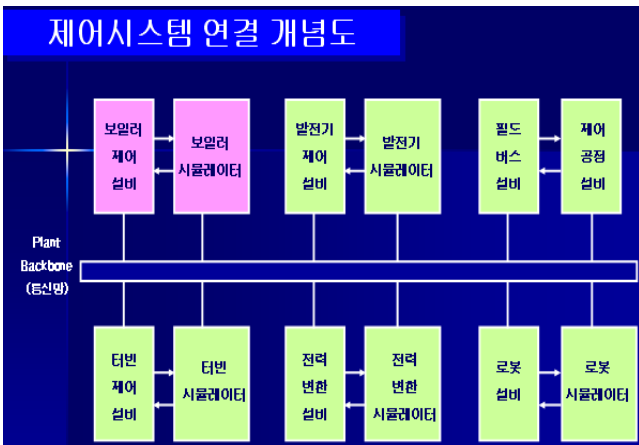 제어시스템 연결 개념도
보일러
제어
설비
보일러
시뮬레이터
발전기
제어
설비
발전기
시뮬레이터
필드
버스
설비
제어
공정
설비
Plant
Backbone
(통신망)
터빈
제어
설비
터빈
시뮬레이터
전력
변환
설비
전력
변환
시뮬레이터
로봇
설비
로봇
시뮬레이터